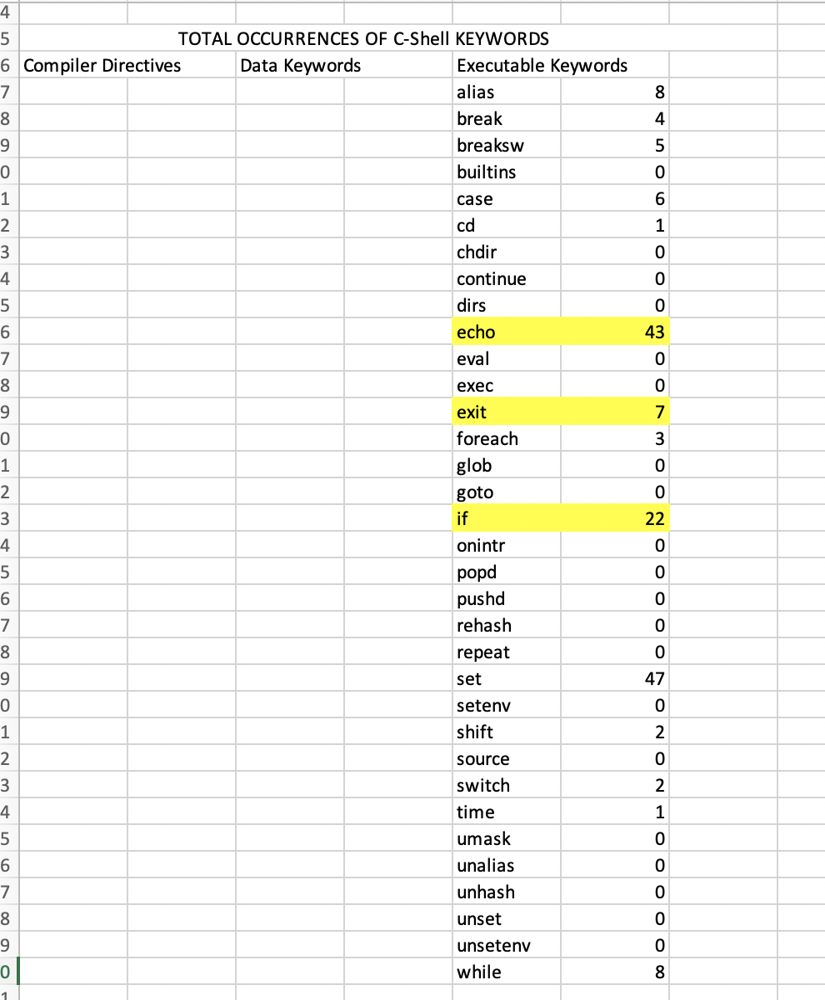 4
5 TOTAL OCCURRENCES OF C-Shell KEYWORDS
6 Compiler Directives Data Keywords Executable Keywords
7 alias 8
8 break 4
9 breaksw 5
0 builtins 0
1 case 6
2 cd 1
3 chdir 0
4 continue 0
5 dirs 0
6 echo 43
7 eval 0
8 exec 0
9 exit 7
0 foreach 3
1 glob 0
2 goto 0
3 if 22
4 onintr 0
5 popd 0
6 pushd 0
7 rehash 0
8 repeat 0
9 set 47
0 setenv 0
1 shift 2
2 source 0
3 switch 2
4 time 1
5 umask 0
6 unalias 0
7 unhash 0
8 unset 0
9 unsetenv 0
0 while 8
1